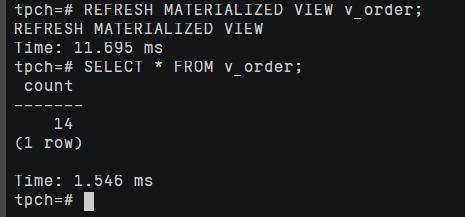 tpch=# REFRESH MATERIALIZED VIEW v_order;
REFRESH MATERIALIZED VIEW
Time: 11.695 ms
tpch=# SELECT * FROM v_order;
 count
-------
    14
(1 row)

Time: 1.546 ms
tpch=#